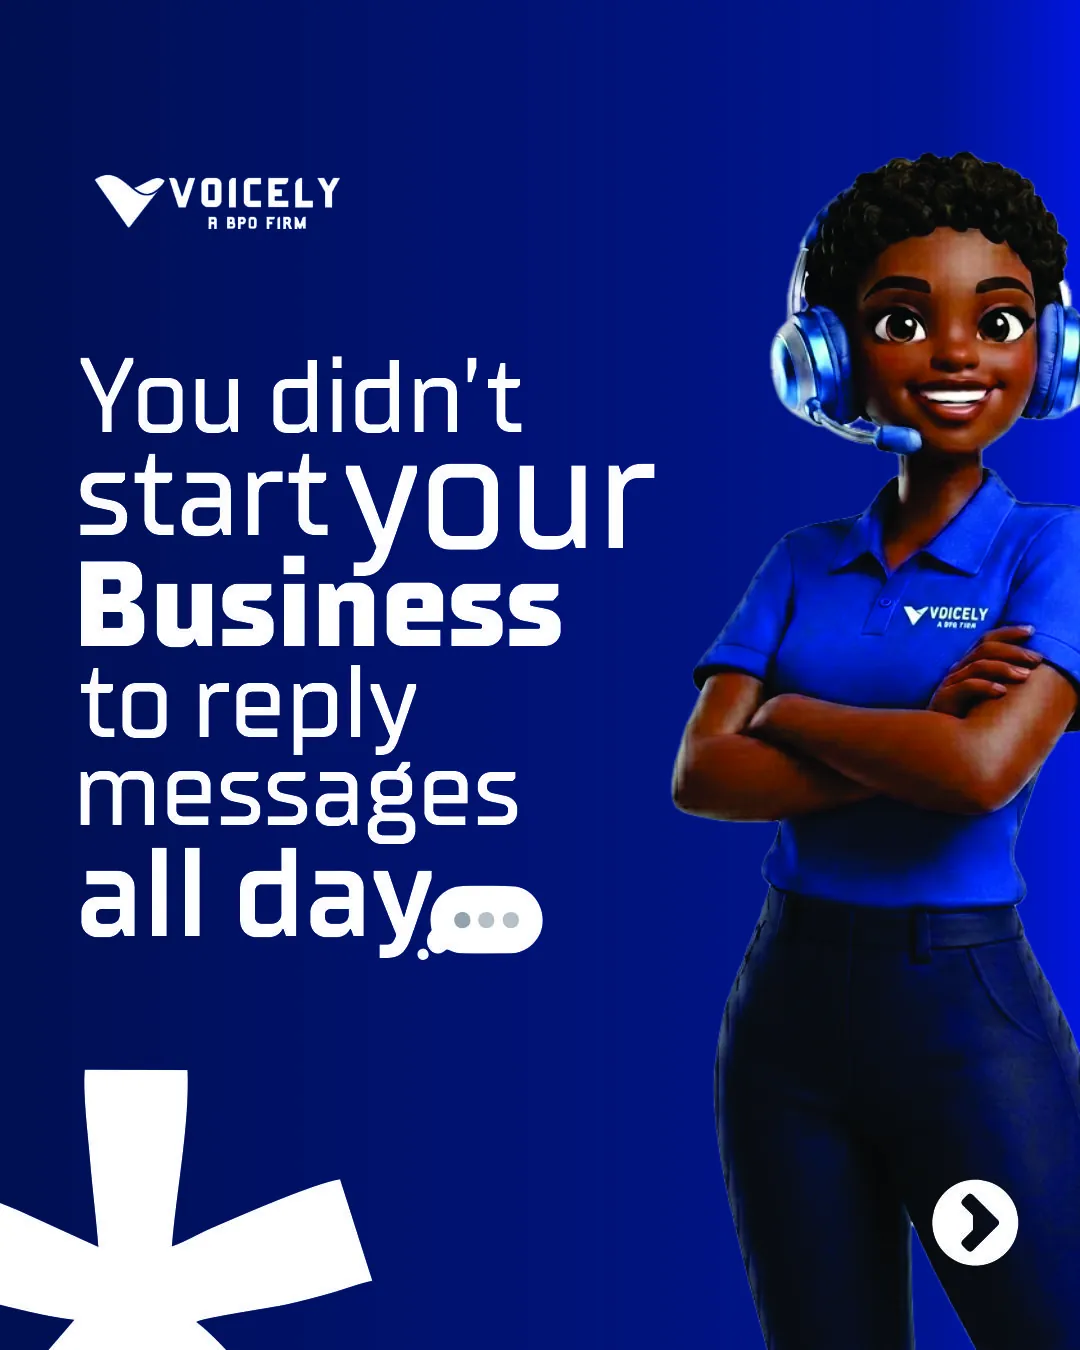 VOICELY
A BPO FIRM
You didn't
start your
Business
to reply
messages
all day
VOICELY
A BPO FIRM